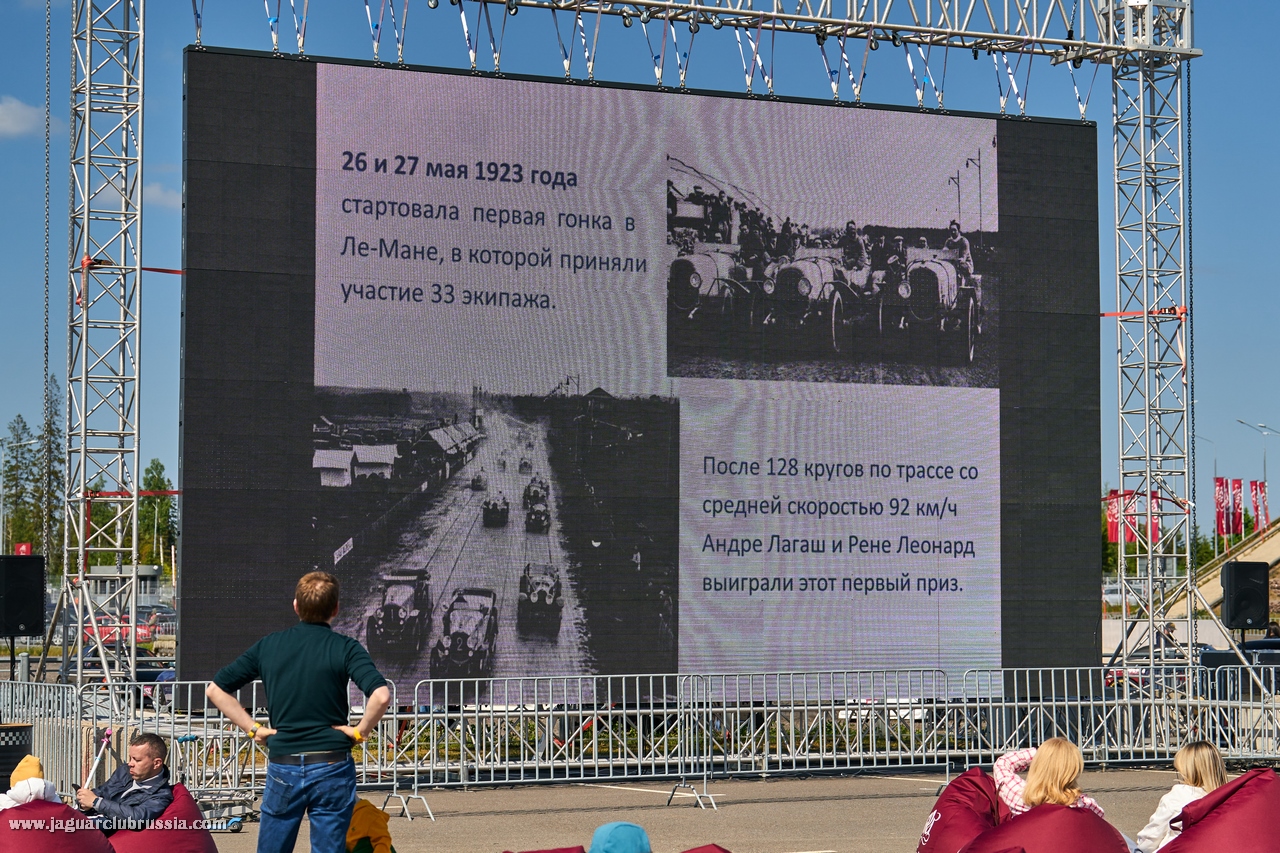 26 и 27 мая 1923 года
стартовала первая гонка в
Ле-Мане, в которой приняли
участие 33 экипажа.
После 128 кругов по трассе со
средней скоростью 92 км/ч
Андре Лагаш и Рене Леонард
выиграли этот первый приз.
www.jaguarclubrussia.com